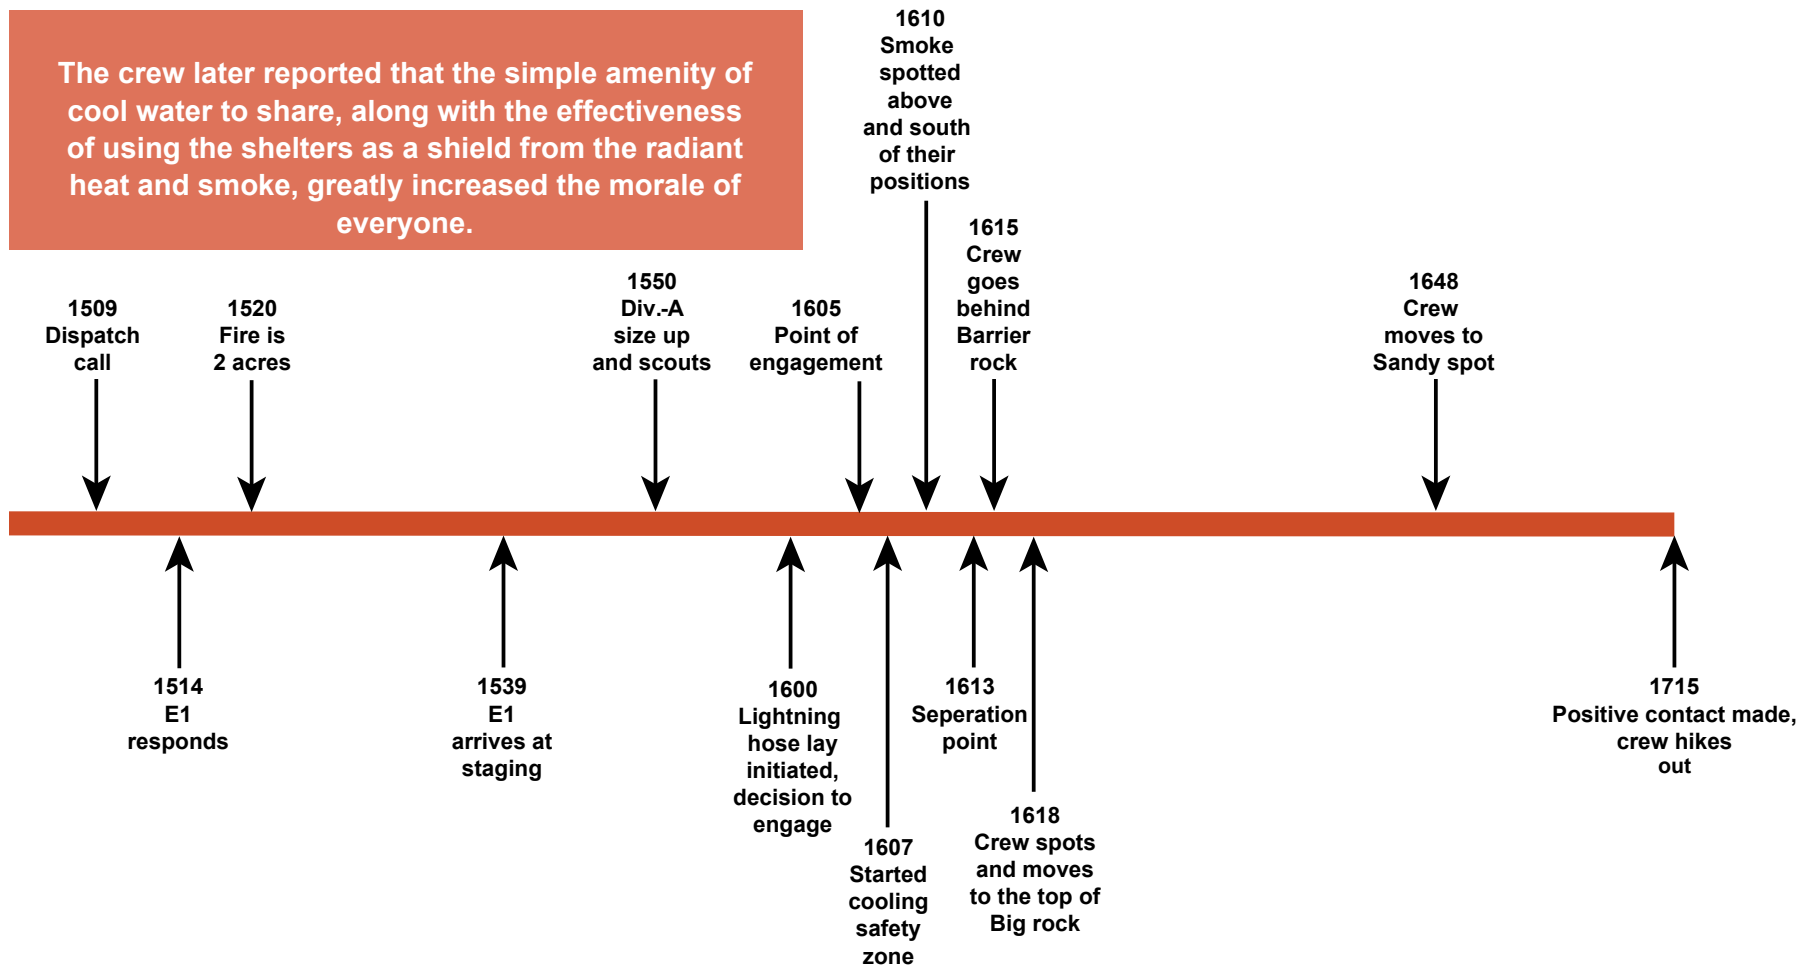 The crew later reported that the simple amenity of
cool water to share, along with the effectiveness
of using the shelters as a shield from the radiant
heat and smoke, greatly increased the morale of
everyone.
1509
Dispatch
call
1520
Fire is
2 acres
1550
Div.-A
size up
and scouts
1605
Point of
engagement
1610
Smoke
spotted
above
and south
of their
positions
1615
Crew
goes
behind
Barrier
rock
1648
Crew
moves to
Sandy spot
1514
E1
responds
1539
E1
arrives at
staging
1600
Lightning
hose lay
initiated,
decision to
engage
1607
Started
cooling
safety
zone
1613
Seperation
point
1618
Crew spots
and moves
to the top of
Big rock
1715
Positive contact made,
crew hikes
out